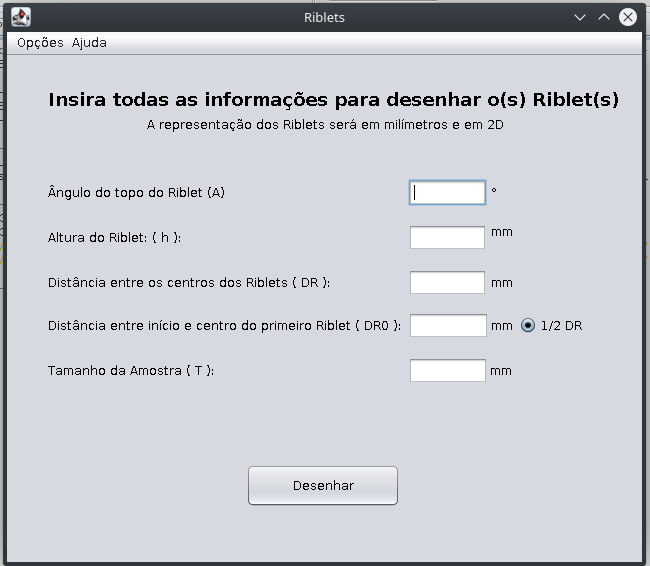 Riblets
Opções Ajuda
Insira todas as informações para desenhar o(s) Riblet(s)
A representação dos Riblets será em milímetros e em 2D
Ângulo do topo do Riblet (A) °
Altura do Riblet: ( h ): mm
Distância entre os centros dos Riblets ( DR ): mm
Distância entre início e centro do primeiro Riblet ( DR0 ): mm 1/2 DR
Tamanho da Amostra ( T ): mm
Desenhar